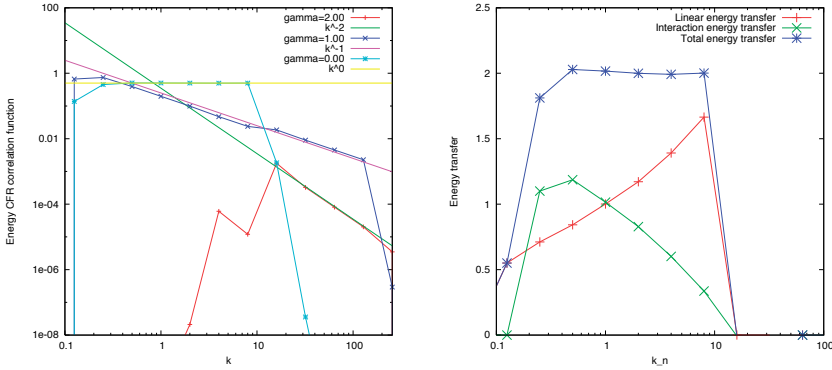 100
1
0.01
1e-04
1e-06
1e-08
0.1
1
10
100
k
Energy CFR correlation function
gamma=2.00
k^-2
gamma=1.00
k^-1
gamma=0.00
k^0
2.5
2
1.5
1
0.5
0
0.1
1
10
100
k_n
Energy transfer
Linear energy transfer
Interaction energy transfer
Total energy transfer